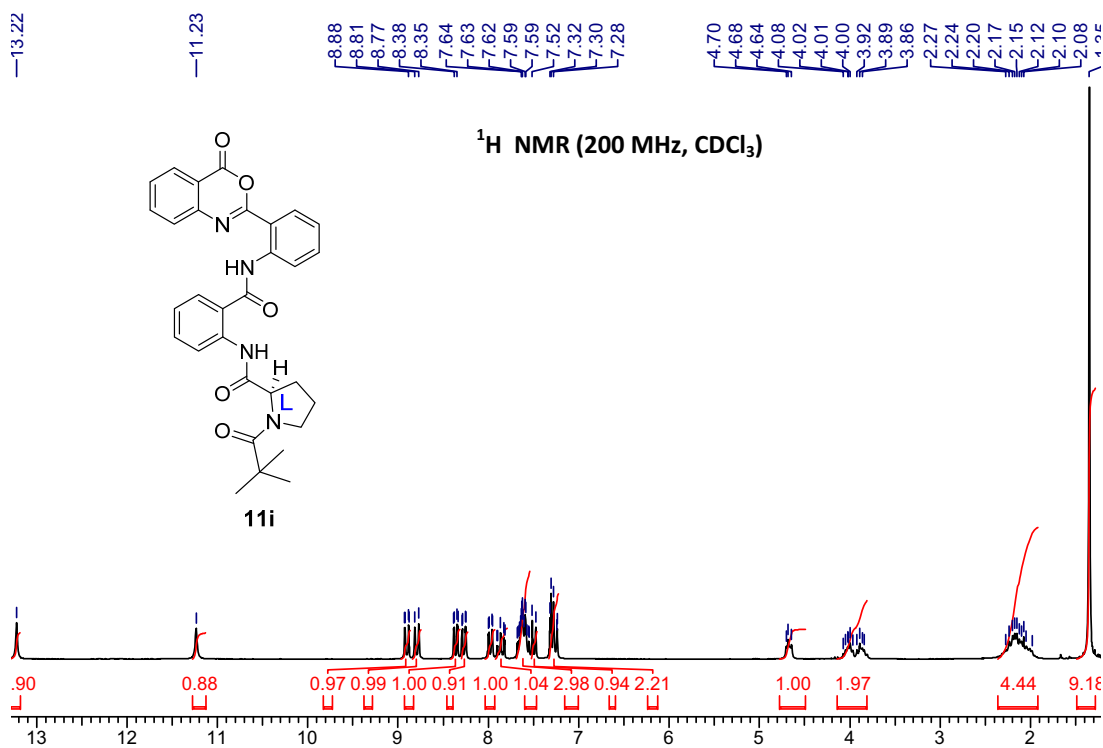 13.22 11.23 8.88 8.81 8.77 8.38 8.35 7.64 7.63 7.62 7.59 7.59 7.52 7.32 7.30 7.28 4.70 4.68 4.64 4.08 4.02 4.01 4.00 3.92 3.89 3.86 2.27 2.24 2.20 2.17 2.15 2.12 2.10 2.08 1.35
¹H NMR (200 MHz, CDCl₃)
O
O
N
HN
O
NH
H
O
L
N
O
11i
.90 0.88 0.97 0.99 1.00 0.91 1.00 1.04 2.98 0.94 2.21 1.00 1.97 4.44 9.18
13 12 11 10 9 8 7 6 5 4 3 2